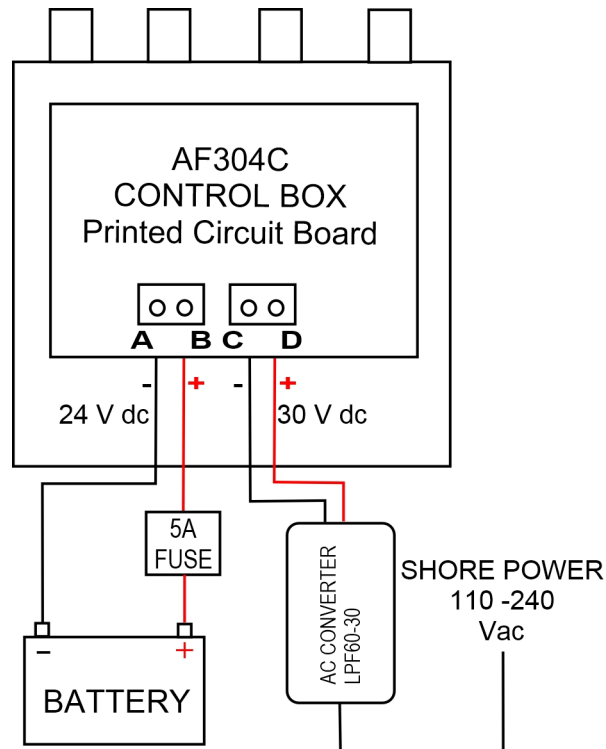 AF304C
CONTROL BOX
Printed Circuit Board
A B C D
- + - +
24 V dc 30 V dc
5A
FUSE
AC CONVERTER
LPF60-30
SHORE POWER
110 -240
Vac
- +
BATTERY